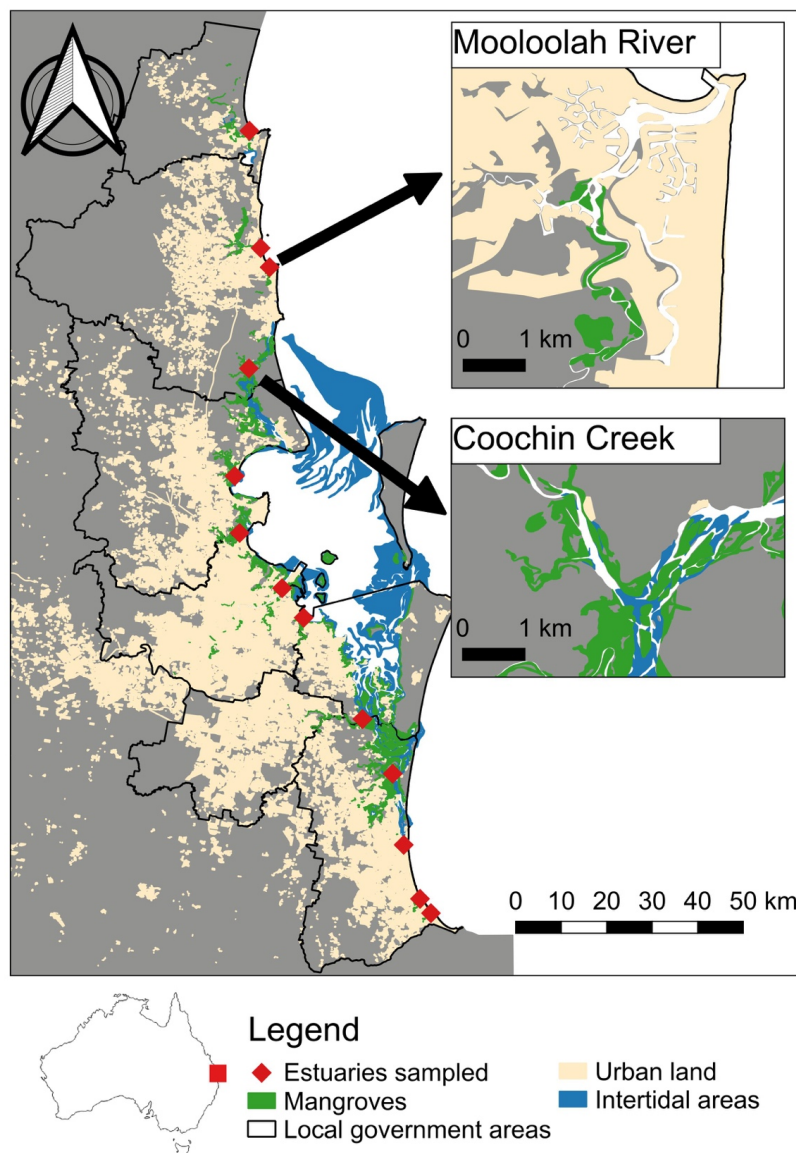 Mooloolah River
0 1 km
Coochin Creek
0 1 km
0 10 20 30 40 50 km
Legend
Estuaries sampled
Urban land
Mangroves
Intertidal areas
Local government areas